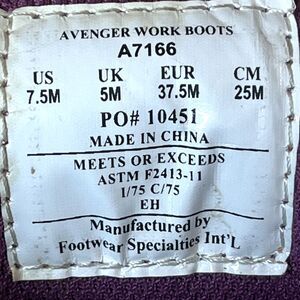 AVENGER WORK BOOTS
A7166
US UK EUR CM
7.5M 5M 37.5M 25M
PO# 10451
MADE IN CHINA
MEETS OR EXCEEDS
ASTM F2413-11
I/75 C/75
EH
Manufactured by
Footwear Specialties Int'L